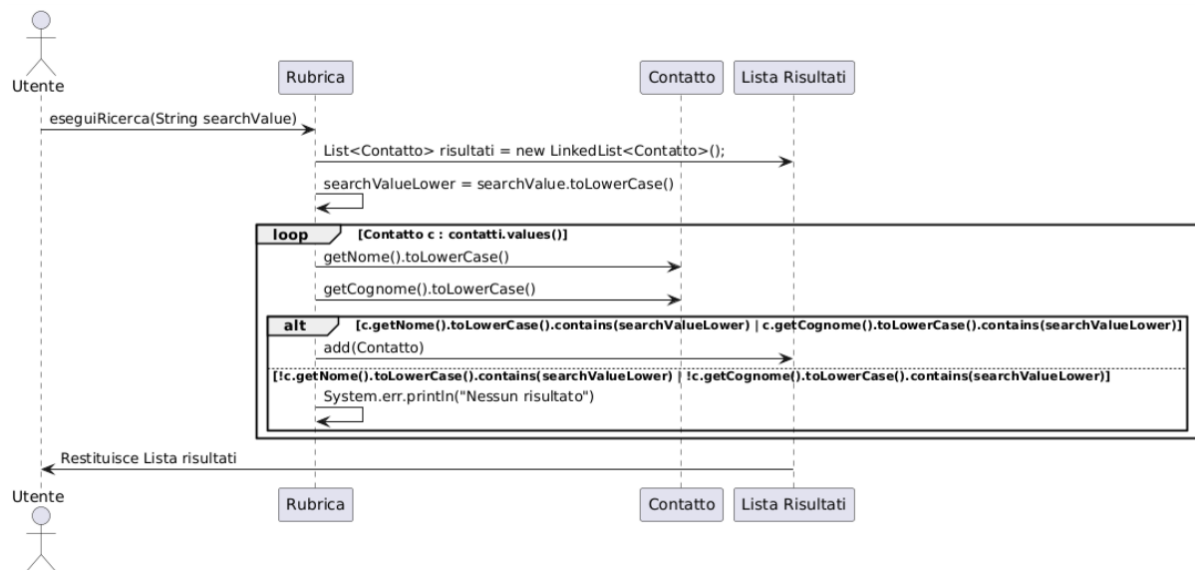 Utente
Rubrica
Contatto
Lista Risultati
eseguiRicerca(String searchValue)
List<Contatto> risultati = new LinkedList<Contatto>();
searchValueLower = searchValue.toLowerCase()
loop [Contatto c : contatti.values()]
getNome().toLowerCase()
getCognome().toLowerCase()
alt [c.getNome().toLowerCase().contains(searchValueLower) | c.getCognome().toLowerCase().contains(searchValueLower)]
add(Contatto)
[!c.getNome().toLowerCase().contains(searchValueLower) | !c.getCognome().toLowerCase().contains(searchValueLower)]
System.err.println("Nessun risultato")
Restituisce Lista risultati
Utente
Rubrica
Contatto
Lista Risultati